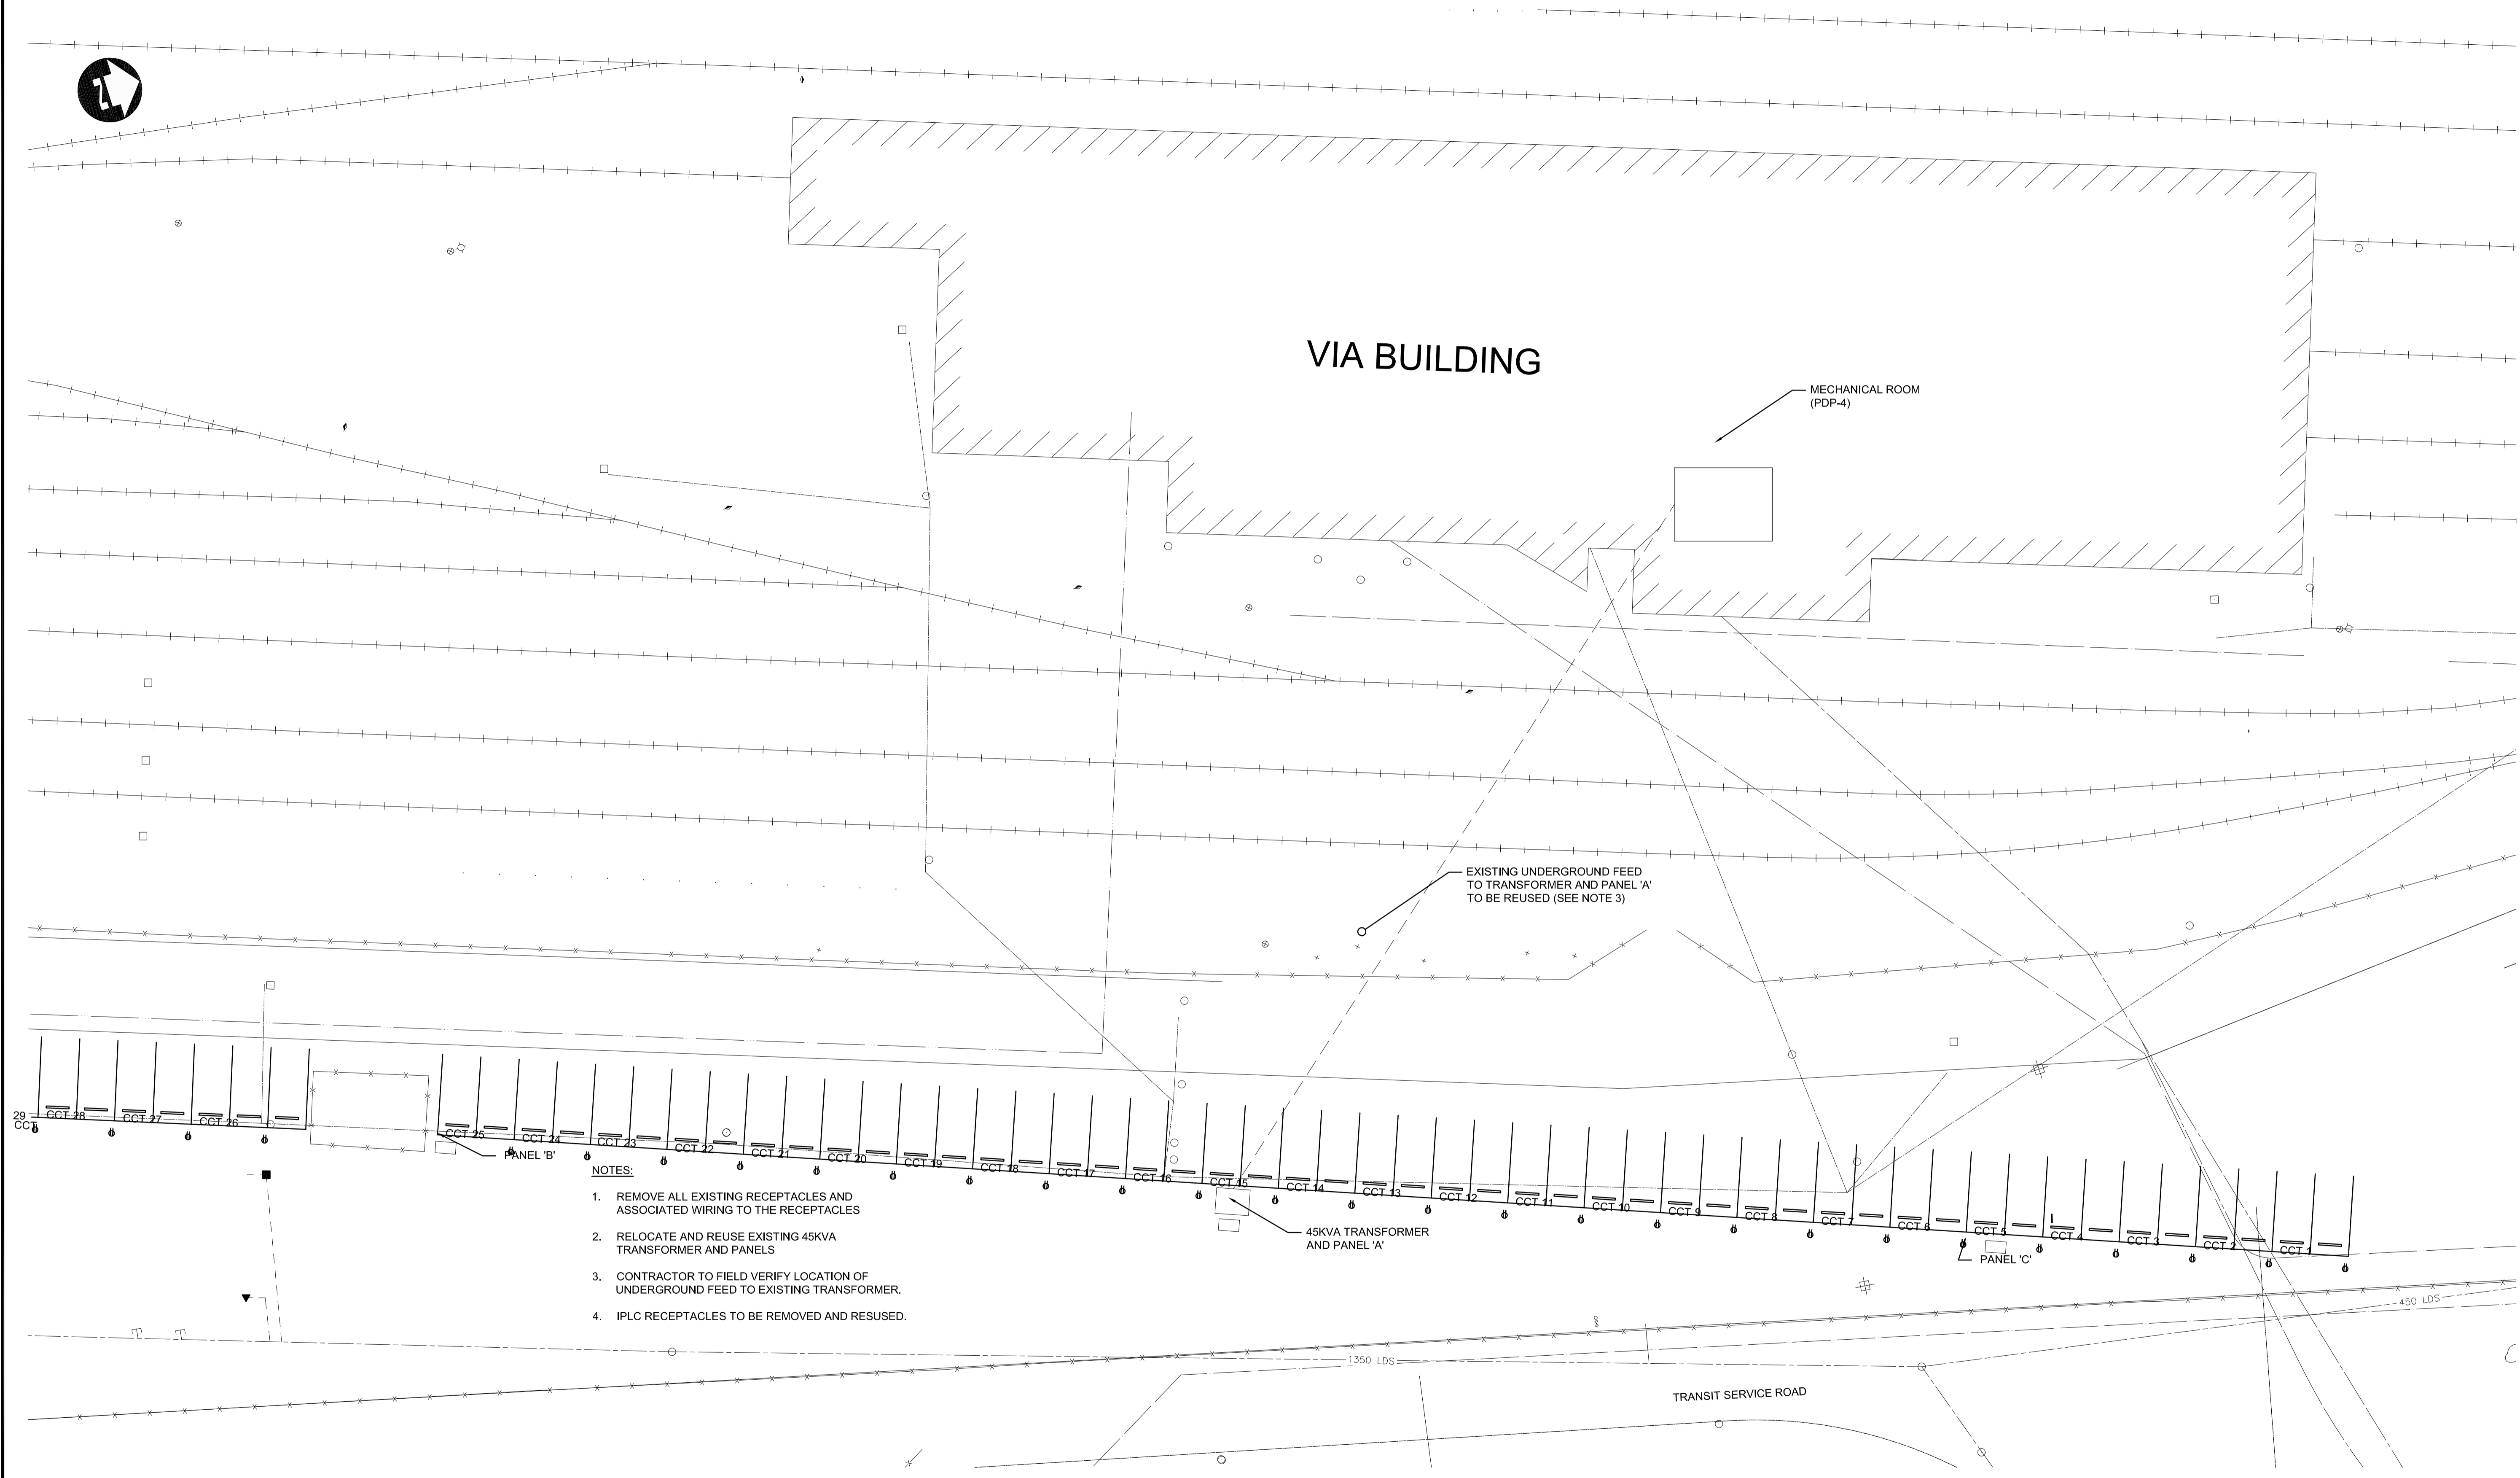 N
VIA BUILDING
MECHANICAL ROOM
(PDP-4)
EXISTING UNDERGROUND FEED
TO TRANSFORMER AND PANEL 'A'
TO BE REUSED (SEE NOTE 3)
29
CCT
CCT 28
CCT 27
CCT 26
CCT 25
CCT 24
CCT 23
CCT 22
CCT 21
CCT 20
CCT 19
CCT 18
CCT 17
CCT 16
CCT 15
CCT 14
CCT 13
CCT 12
CCT 11
CCT 10
CCT 9
CCT 8
CCT 7
CCT 6
CCT 5
CCT 4
CCT 3
CCT 2
CCT 1
PANEL 'B'
45KVA TRANSFORMER
AND PANEL 'A'
PANEL 'C'
NOTES:
1. REMOVE ALL EXISTING RECEPTACLES AND
ASSOCIATED WIRING TO THE RECEPTACLES
2. RELOCATE AND REUSE EXISTING 45KVA
TRANSFORMER AND PANELS
3. CONTRACTOR TO FIELD VERIFY LOCATION OF
UNDERGROUND FEED TO EXISTING TRANSFORMER.
4. IPLC RECEPTACLES TO BE REMOVED AND RESUSED.
450 LDS
1350 LDS
TRANSIT SERVICE ROAD